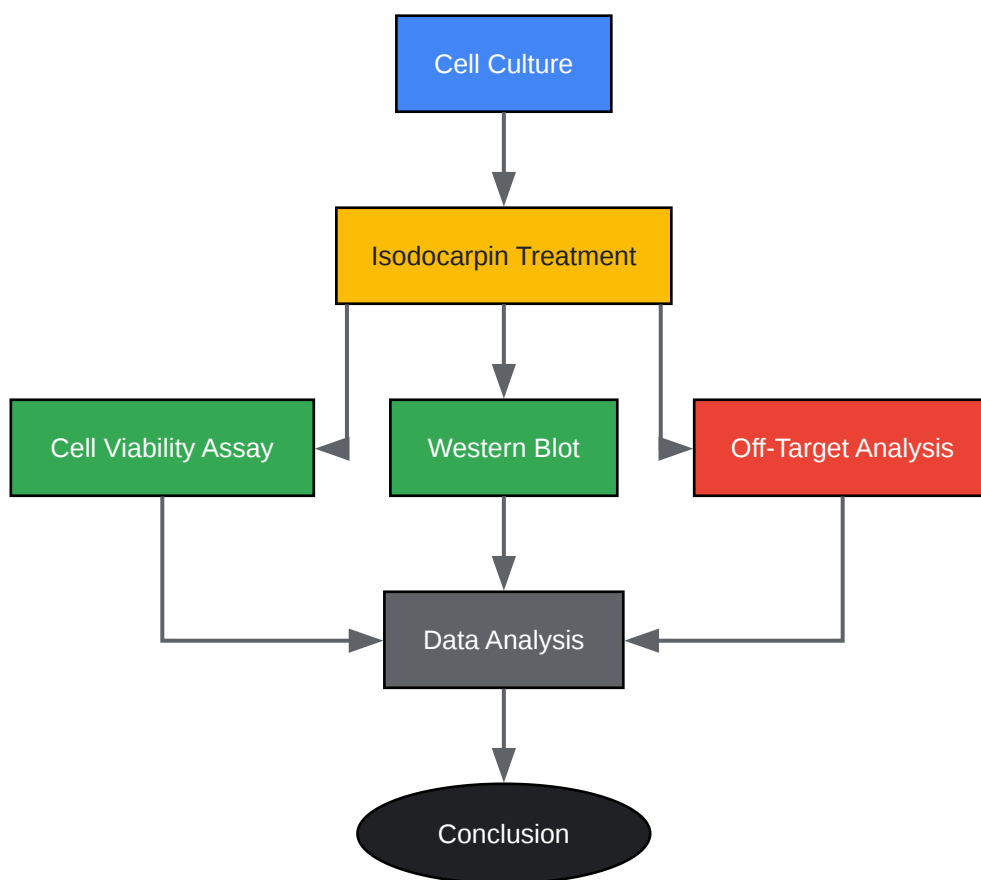 Cell Culture
Isodocarpin Treatment
Cell Viability Assay
Western Blot
Off-Target Analysis
Data Analysis
Conclusion